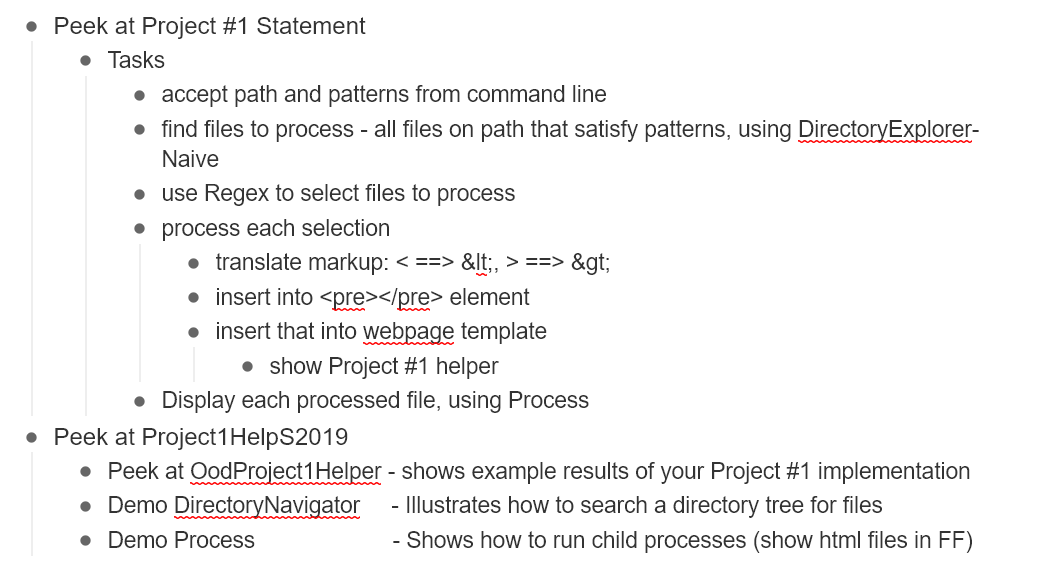 Peek at Project #1 Statement
Tasks
accept path and patterns from command line
find files to process - all files on path that satisfy patterns, using DirectoryExplorer-
Naive
use Regex to select files to process
process each selection
translate markup: < ==> &lt;, > ==> &gt;
insert into <pre></pre> element
insert that into webpage template
show Project #1 helper
Display each processed file, using Process
Peek at Project1HelpS2019
Peek at OodProject1Helper - shows example results of your Project #1 implementation
Demo DirectoryNavigator - Illustrates how to search a directory tree for files
Demo Process - Shows how to run child processes (show html files in FF)